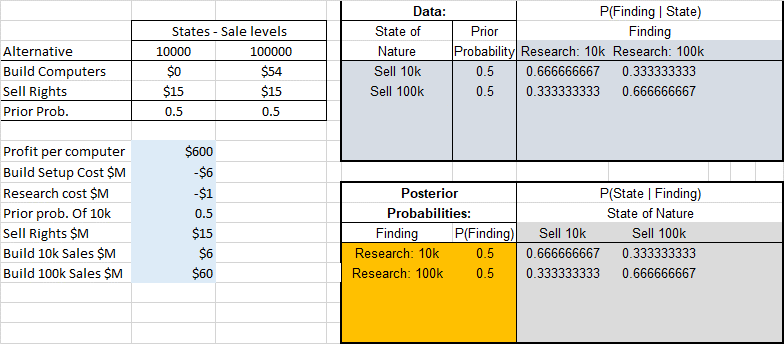 States - Sale levels
Alternative 10000 100000
Build Computers $0 $54
Sell Rights $15 $15
Prior Prob. 0.5 0.5
Profit per computer $600
Build Setup Cost $M -$6
Research cost $M -$1
Prior prob. Of 10k 0.5
Sell Rights $M $15
Build 10k Sales $M $6
Build 100k Sales $M $60
Data: P(Finding | State)
State of Prior Finding
Nature Probability Research: 10k Research: 100k
Sell 10k 0.5 0.666666667 0.333333333
Sell 100k 0.5 0.333333333 0.666666667
Posterior P(State | Finding)
Probabilities: State of Nature
Finding P(Finding) Sell 10k Sell 100k
Research: 10k 0.5 0.666666667 0.333333333
Research: 100k 0.5 0.333333333 0.666666667